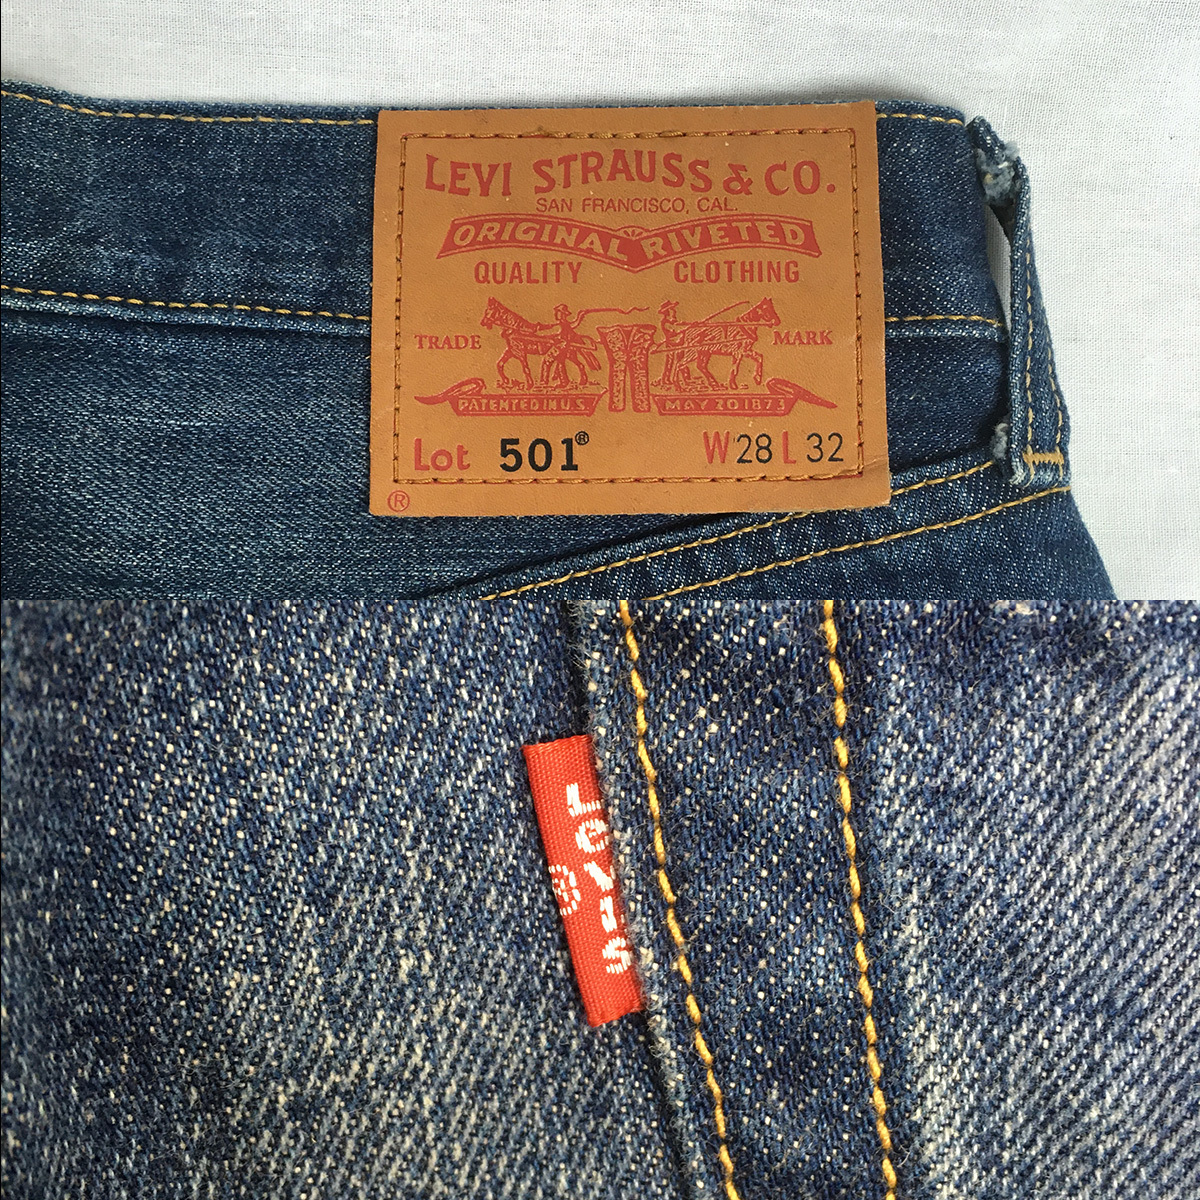 LEVI STRAUSS & CO.
SAN FRANCISCO, CAL.
ORIGINAL RIVETED
QUALITY CLOTHING
TRADE MARK
PATENTED IN U.S. MAY 20 1873
Lot 501® W28 L 32
®
LEVI'S
®